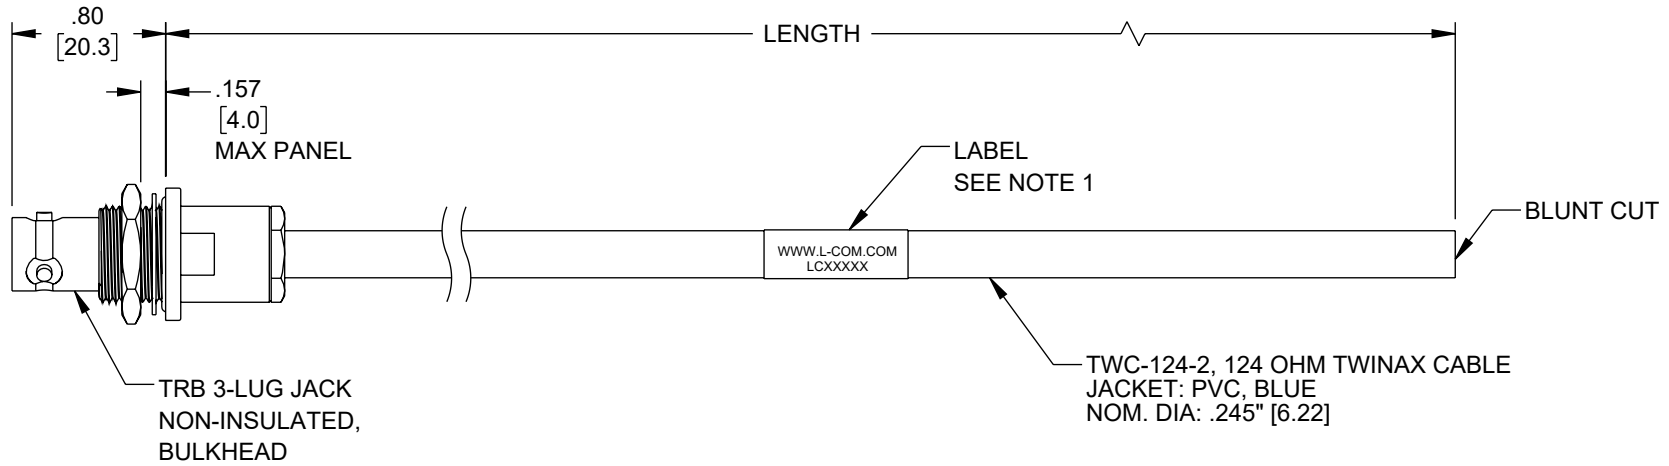 .80
[20.3]
LENGTH
.157
[4.0]
MAX PANEL
LABEL
SEE NOTE 1
BLUNT CUT
WWW.L-COM.COM
LCXXXXX
TRB 3-LUG JACK
NON-INSULATED,
BULKHEAD
TWC-124-2, 124 OHM TWINAX CABLE
JACKET: PVC, BLUE
NOM. DIA: .245" [6.22]